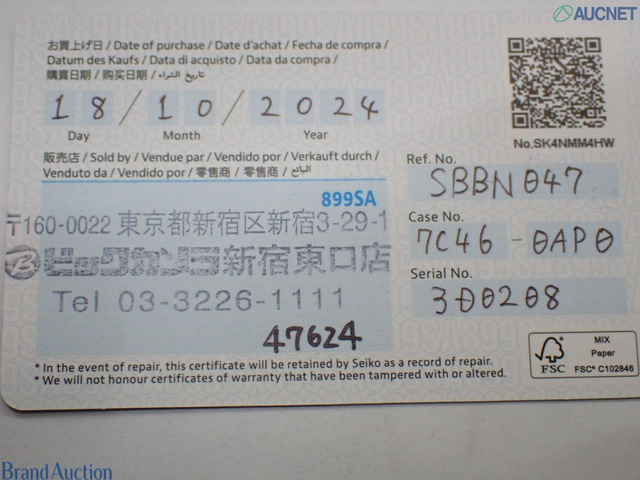 AUCNET
お買上げ日 / Date of purchase / Date d'achat / Fecha de compra /
Datum des Kaufs / Data di acquisto / Data da compra /
購買日期 / 购买日期 / تاريخ الشراء
18/10/2024
Day Month Year
No.SK4NMM4HW
販売店 / Sold by / Vendue par / Vendido por / Verkauft durch /
Venduto da / Vendido por / 零售商 / 零售商 / البائع
899SA
〒160-0022 東京都新宿区新宿3-29-1
ビックカメラ新宿東口店
Tel 03-3226-1111
47624
Ref. No.
SBBN047
Case No.
7C46-0AP0
Serial No.
3D0208
* In the event of repair, this certificate will be retained by Seiko as a record of repair.
* We will not honour certificates of warranty that have been tampered with or altered.
FSC
MIX
Paper
FSC® C102846
Brand Auction